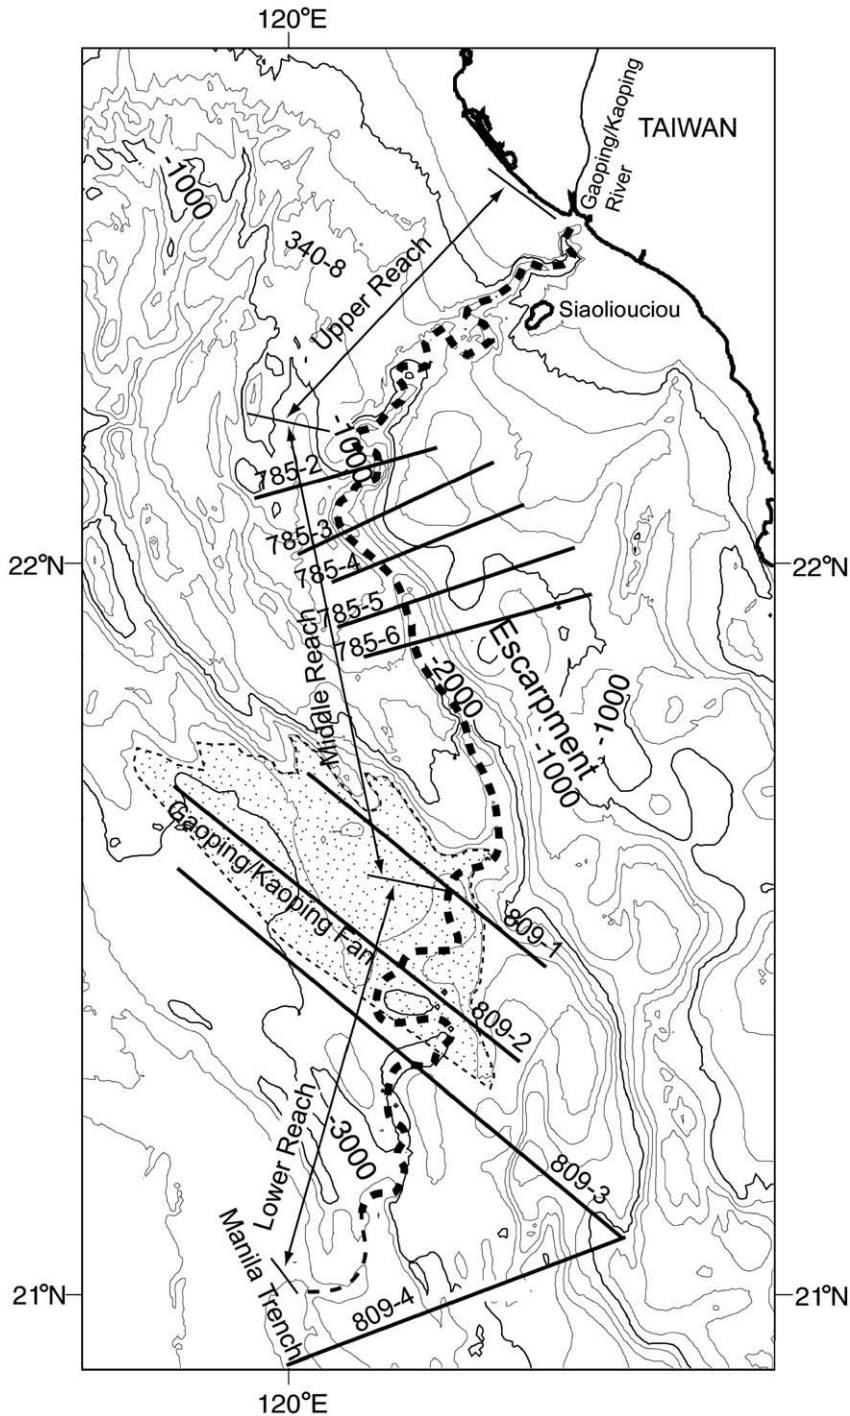 120°E
Gaoping/Kaoping
River
TAIWAN
-1000
340-8
Upper Reach
Siaoliouciou
-1000
785-2
785-3
22°N
22°N
785-4
785-5
785-6
Middle Reach
Escarpment
-2000
-1000
-1000
Gaoping/Kaoping Fan
809-1
809-2
Lower Reach
-3000
809-3
Manila Trench
21°N
21°N
809-4
120°E